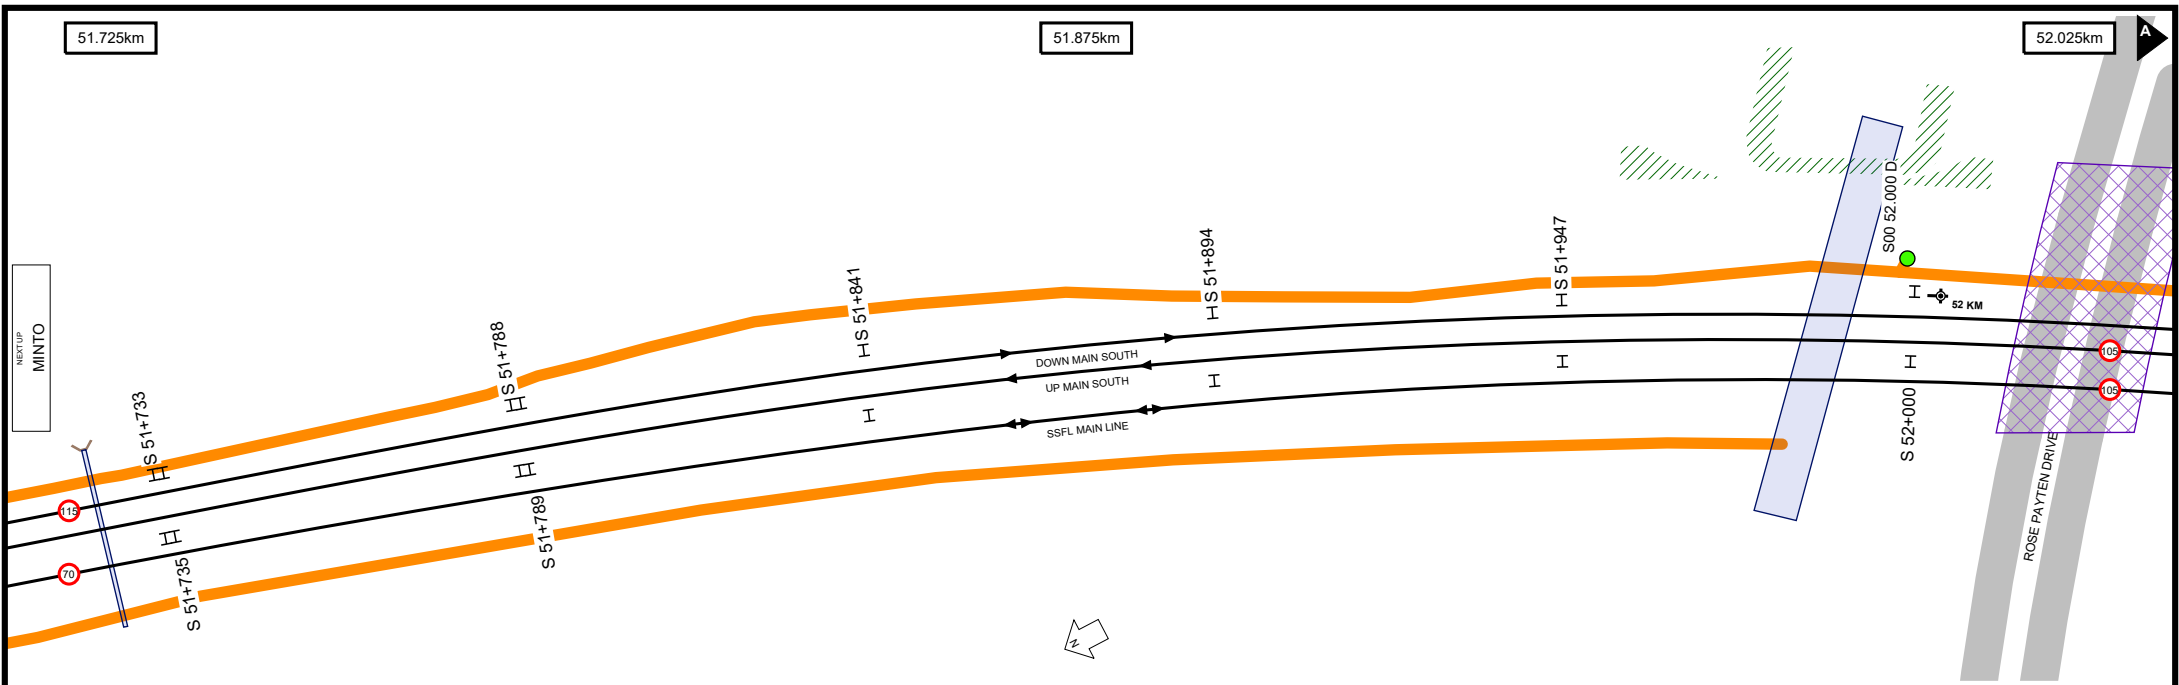 51.725km
51.875km
52.025km
A
NEXT UP
MINTO
S 51+733
S 51+788
S 51+841
S 51+894
S 51+947
S00 52.000 D
52 KM
DOWN MAIN SOUTH
UP MAIN SOUTH
SSFL MAIN LINE
115
70
105
105
S 51+735
S 51+789
S 52+000
ROSE PAYTEN DRIVE
N